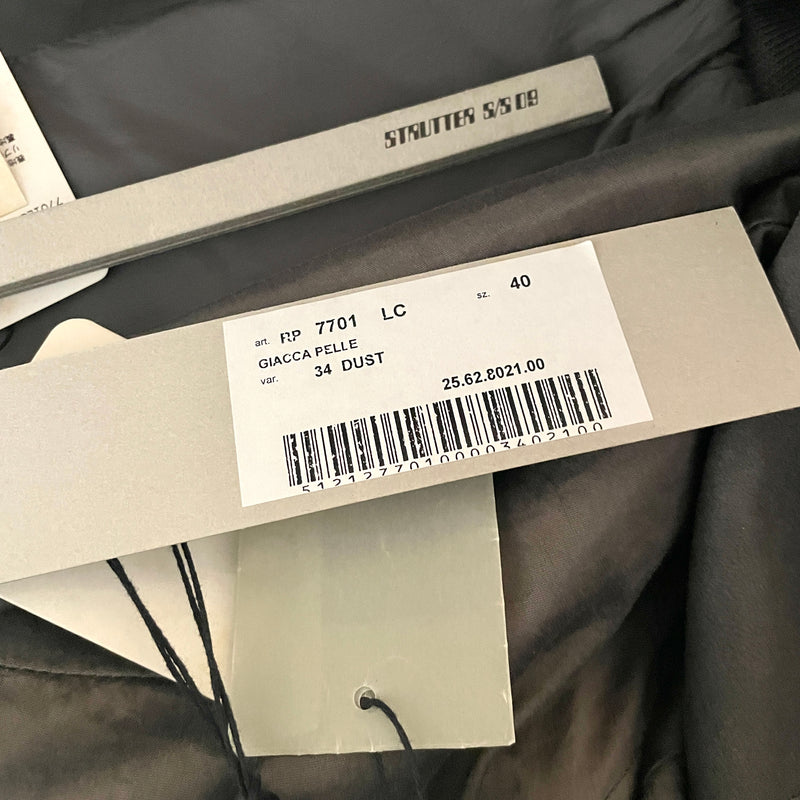 STRUTTER S/S 09
art. RP 7701 LC sz. 40
GIACCA PELLE
var. 34 DUST
25.62.8021.00